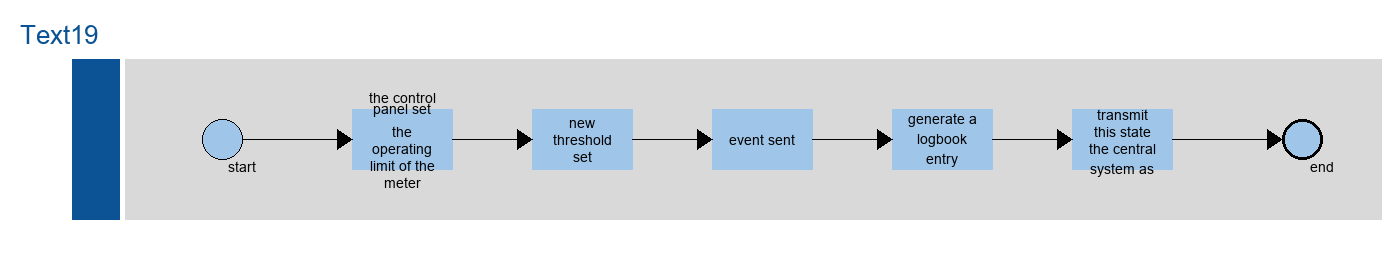 Text19
start
the control
panel set
the
operating
limit of the
meter
new
threshold
set
event sent
generate a
logbook
entry
transmit
this state
the central
system as
end